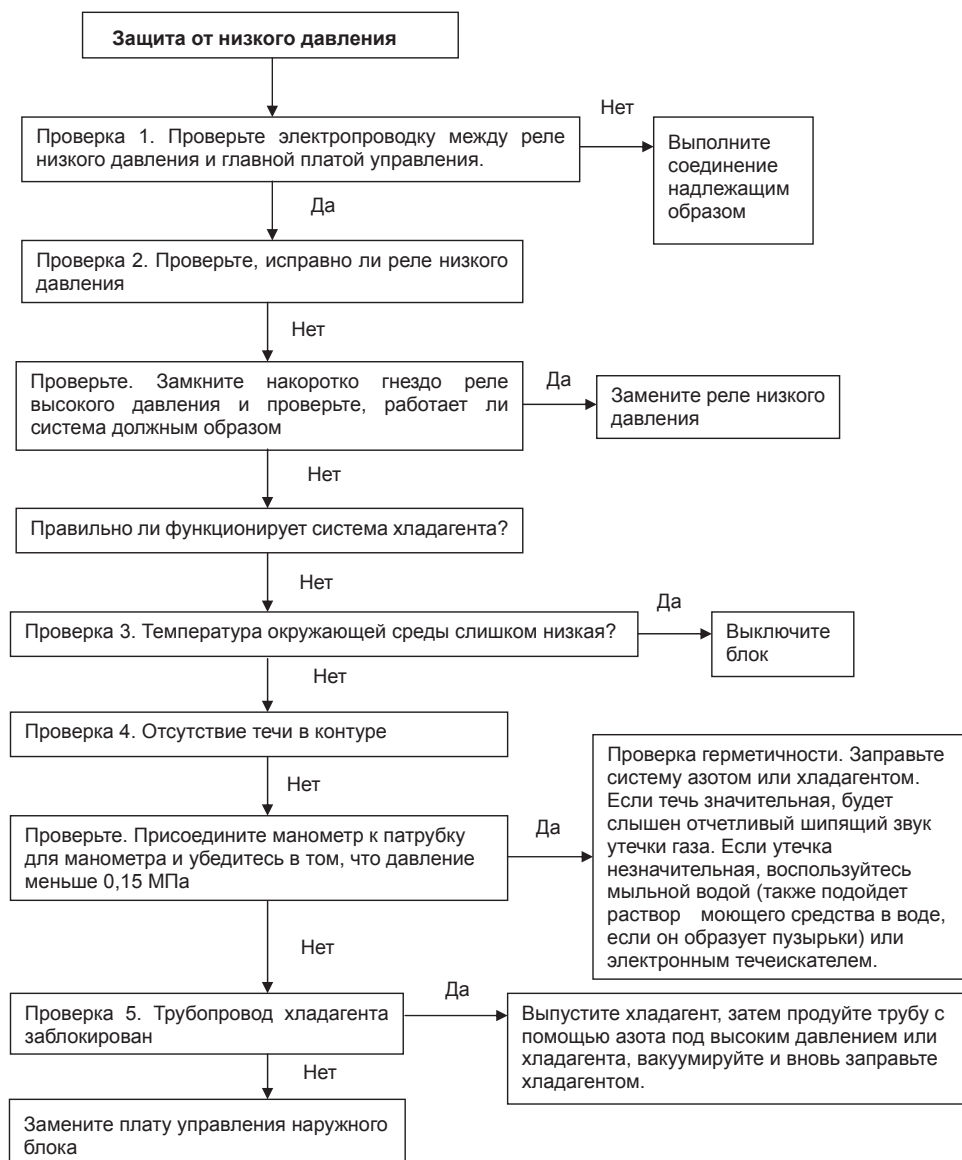 Защита от низкого давления
Нет
Проверка 1. Проверьте электропроводку между реле
низкого давления и главной платой управления.
Выполните
соединение
надлежащим
образом
Да
Проверка 2. Проверьте, исправно ли реле низкого
давления
Нет
Проверьте. Замкните накоротко гнездо реле
высокого давления и проверьте, работает ли
система должным образом
Да
Замените реле низкого
давления
Нет
Правильно ли функционирует система хладагента?
Нет
Проверка 3. Температура окружающей среды слишком низкая?
Да
Выключите
блок
Нет
Проверка 4. Отсутствие течи в контуре
Нет
Проверьте. Присоедините манометр к патрубку
для манометра и убедитесь в том, что давление
меньше 0,15 МПа
Да
Проверка герметичности. Заправьте
систему азотом или хладагентом.
Если течь значительная, будет
слышен отчетливый шипящий звук
утечки газа. Если утечка
незначительная, воспользуйтесь
мыльной водой (также подойдет
раствор моющего средства в воде,
если он образует пузырьки) или
электронным течеискателем.
Нет
Проверка 5. Трубопровод хладагента
заблокирован
Да
Выпустите хладагент, затем продуйте трубу с
помощью азота под высоким давлением или
хладагента, вакуумируйте и вновь заправьте
хладагентом.
Нет
Замените плату управления наружного
блока